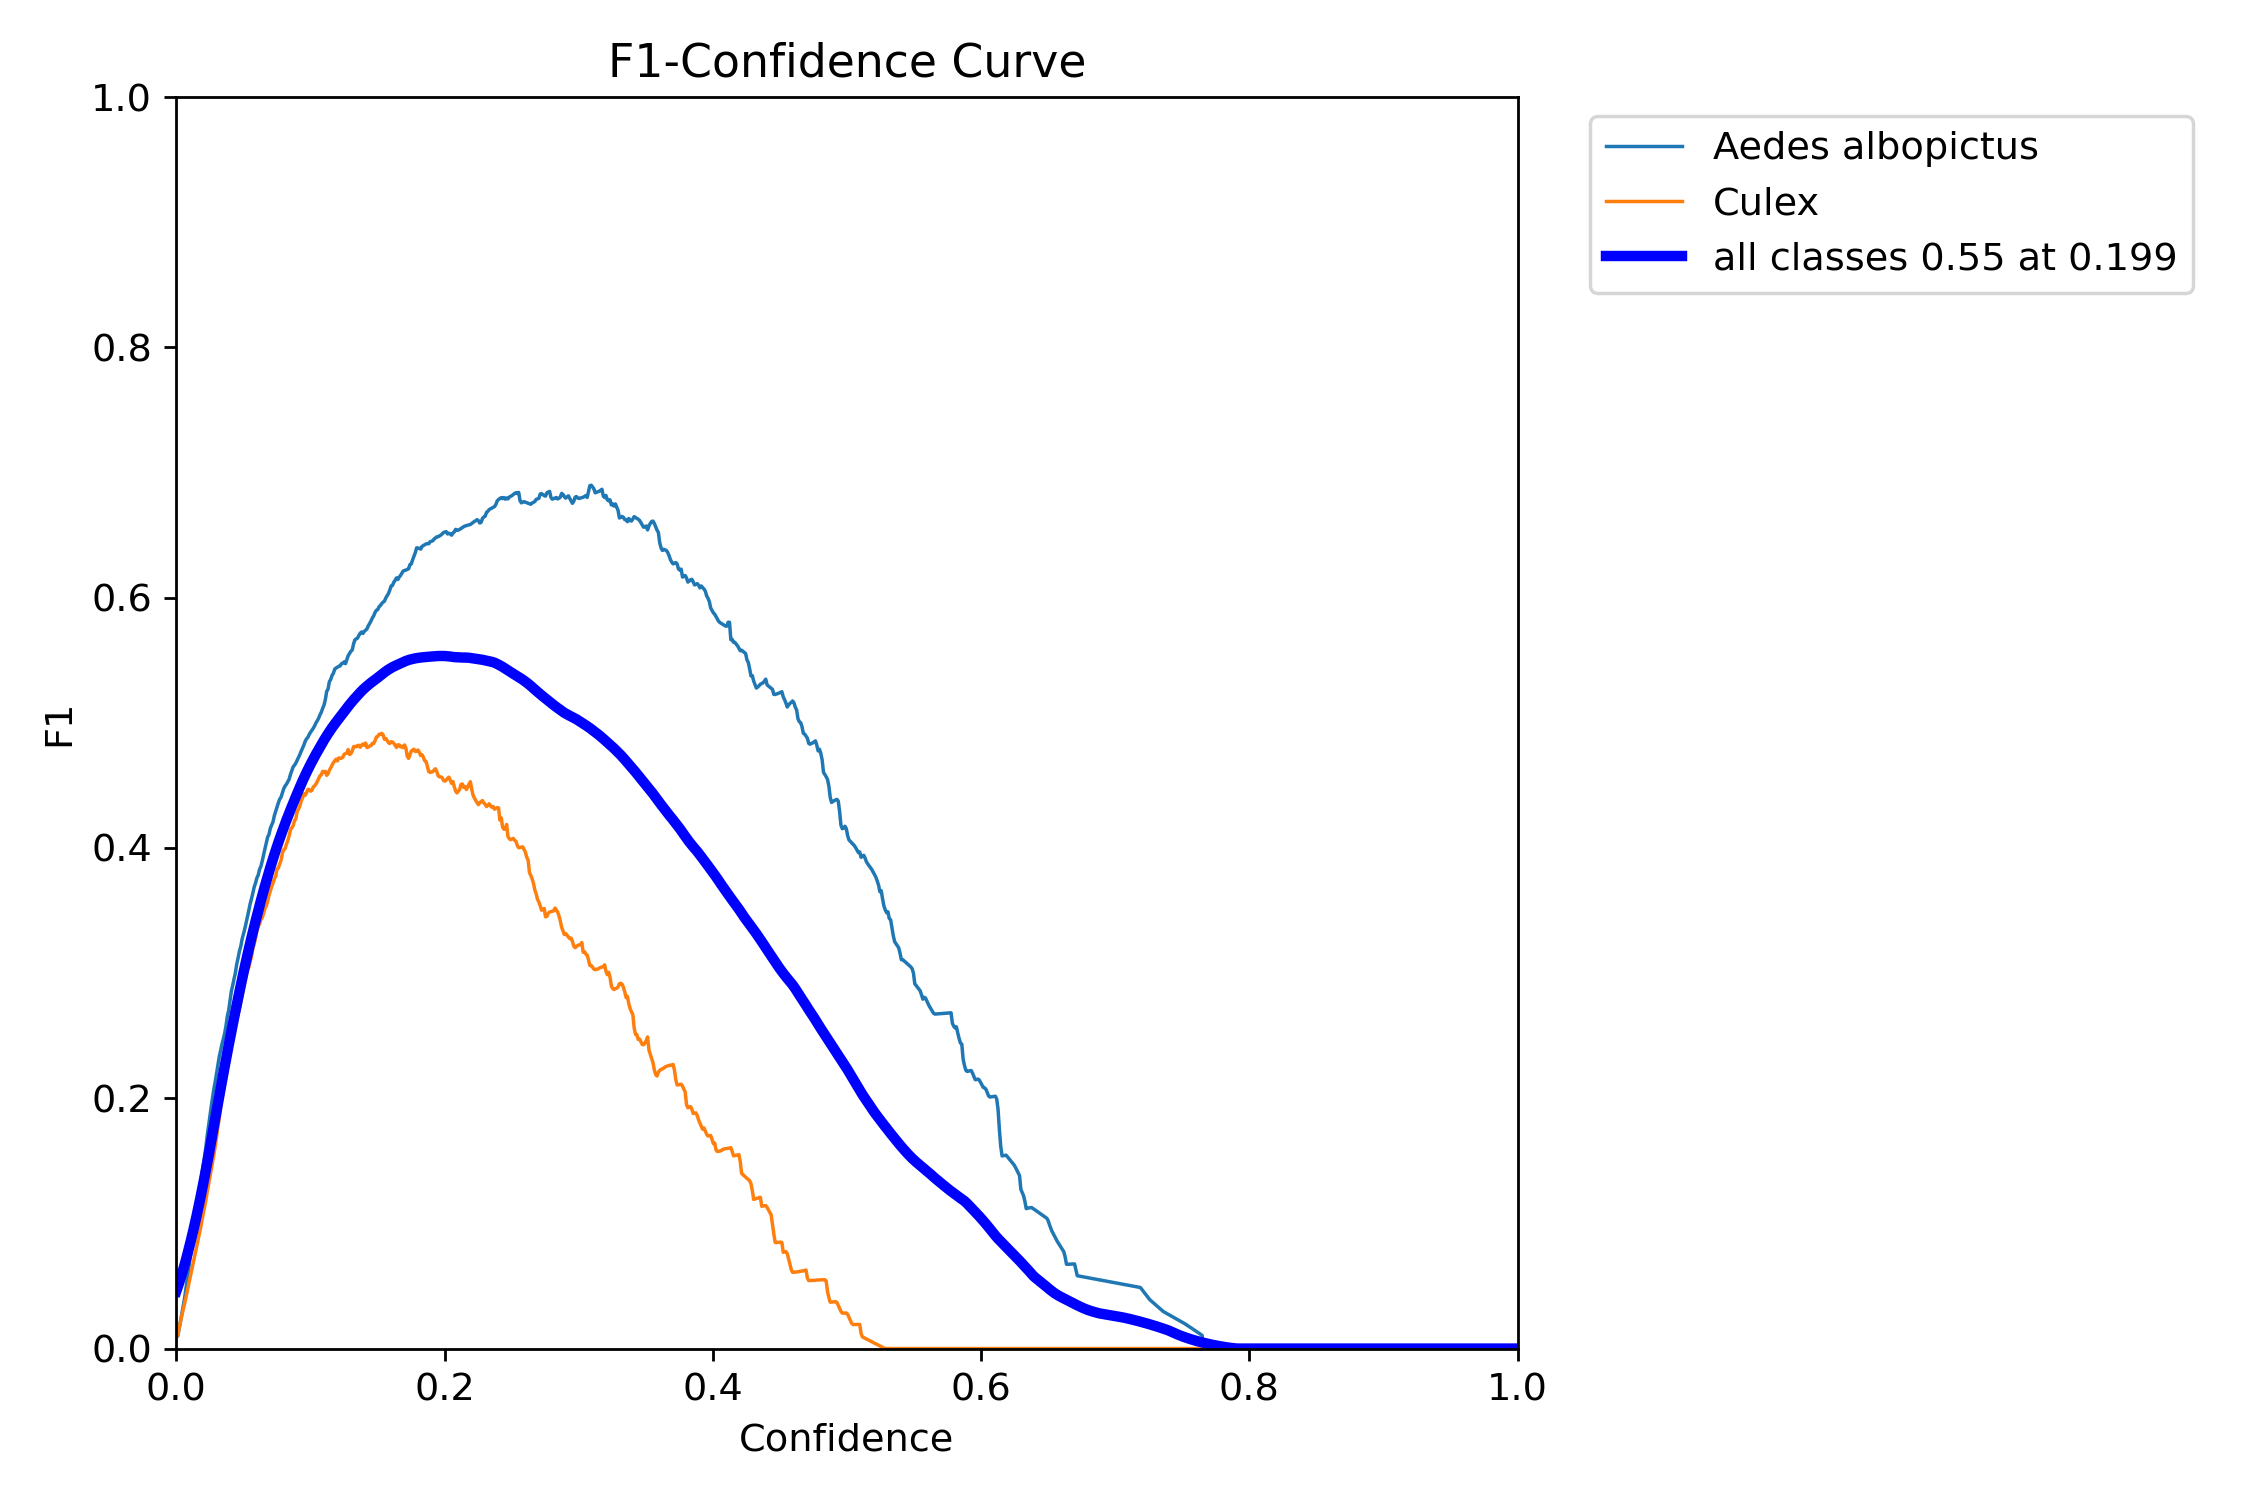 F1-Confidence Curve
1.0
0.8
0.6
0.4
0.2
0.0
F1
0.0 0.2 0.4 0.6 0.8 1.0
Confidence
Aedes albopictus
Culex
all classes 0.55 at 0.199